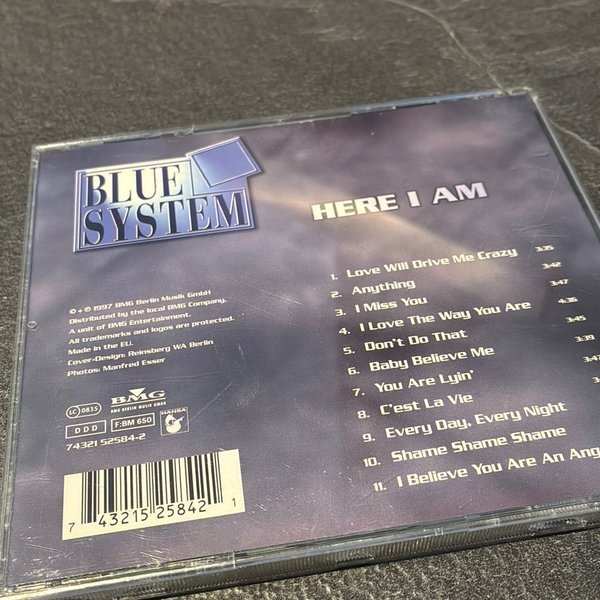 BLUE
SYSTEM
HERE I AM
1. Love Will Drive Me Crazy 3:35
2. Anything 3:42
3. I Miss You 3:47
4. I Love The Way You Are 4:36
5. Don't Do That 3:45
6. Baby Believe Me 3:39
7. You Are Lyin' 3:47
8. C'est La Vie
9. Every Day, Every Night
10. Shame Shame Shame
11. I Believe You Are An
℗ + © 1997 BMG Berlin Musik GmbH
Distributed by the local BMG Company.
A unit of BMG Entertainment.
All trademarks and logos are protected.
Made in the EU.
Cover-Design: Reinsberg WA Berlin
Photos: Manfred Esser
LC 0835
BMG
BMG BERLIN MUSIK GMBH
HANSA
DDD
F:BM 650
74321 52584-2
7 43215 25842 1